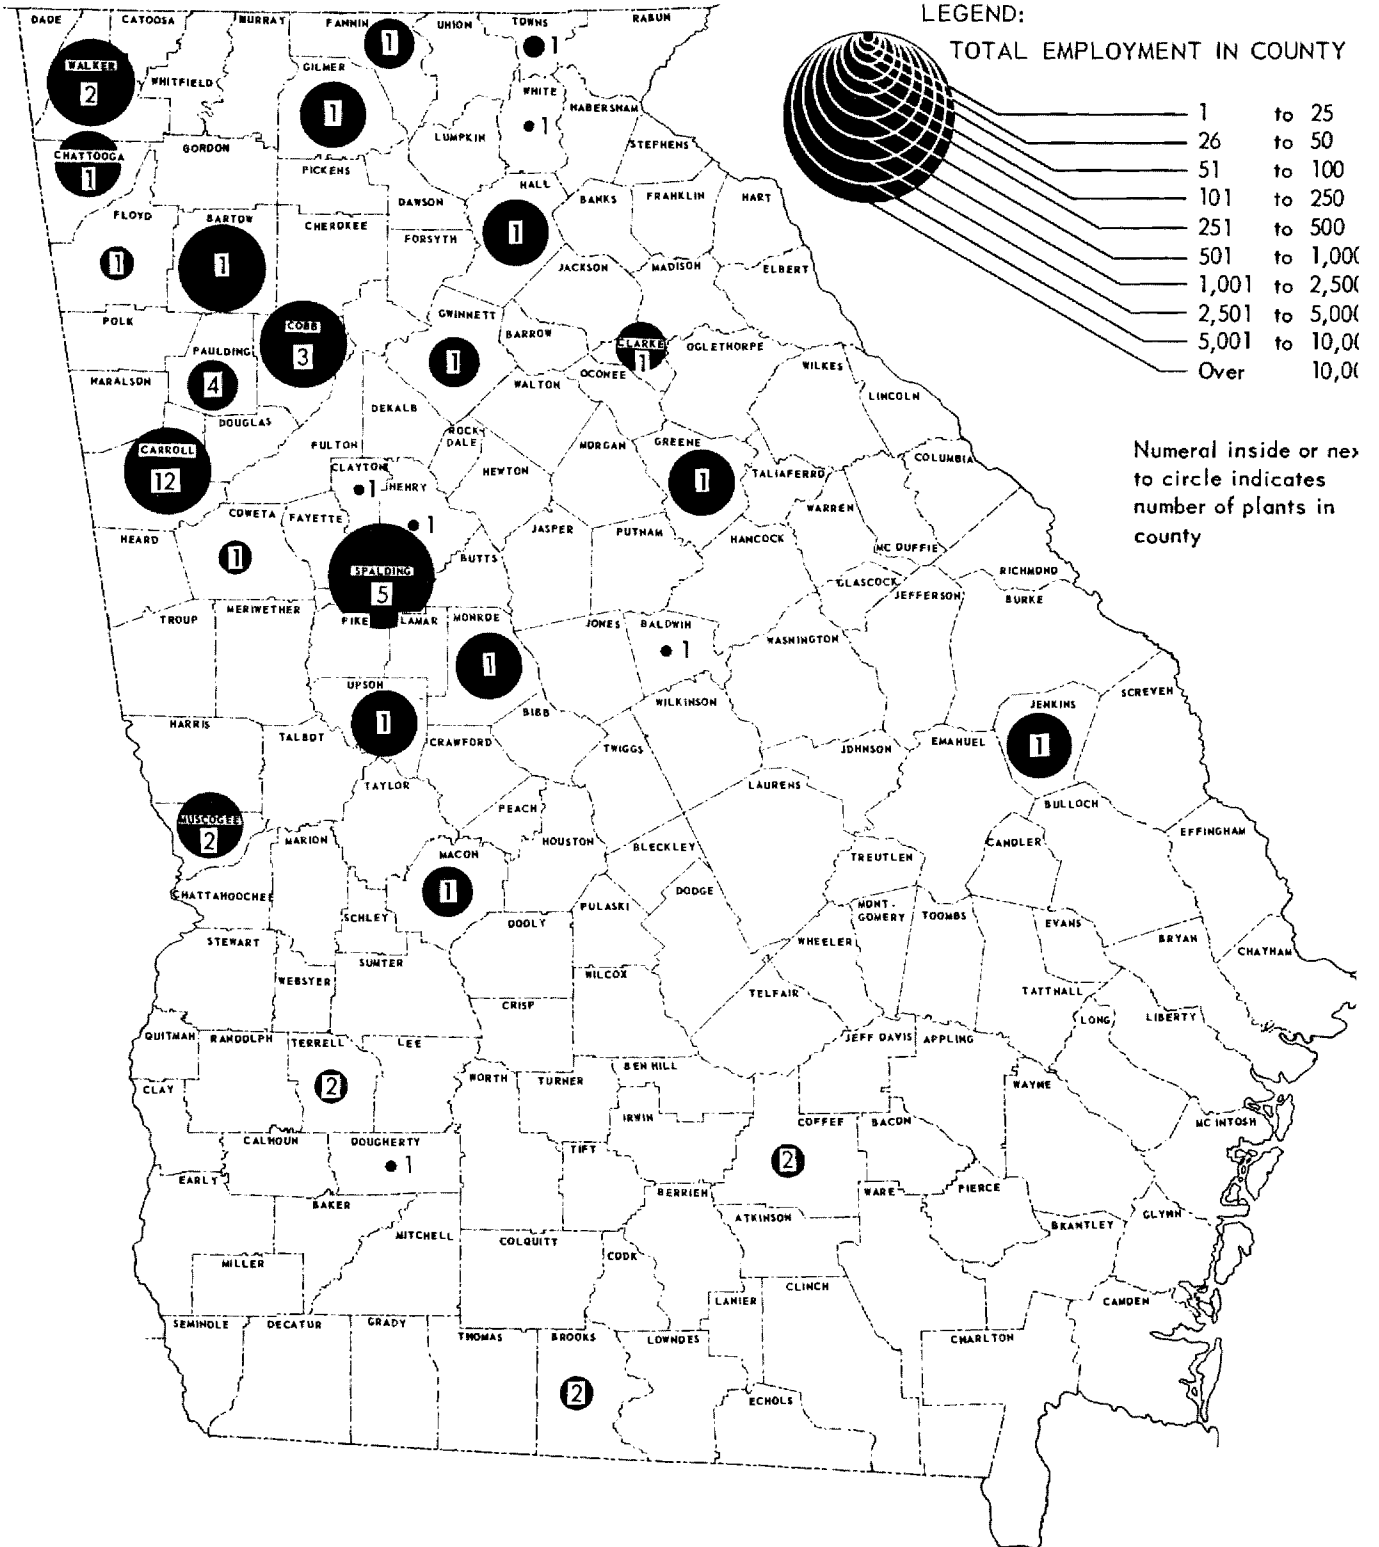 LEGEND:
TOTAL EMPLOYMENT IN COUNTY
1 to 25
26 to 50
51 to 100
101 to 250
251 to 500
501 to 1,000
1,001 to 2,50
2,501 to 5,00
5,001 to 10,0
Over 10,0
Numeral inside or nex
to circle indicates
number of plants in
county
DADE CATOOSA MURRAY FANNIN UNION TOWNS RABUN
1
1
WALKER
2
WHITFIELD
GILMER
1
WHITE
1
HABERSHAM
LUMPKIN
STEPHENS
CHATTOOGA
1
GORDON
PICKENS
DAWSON
HALL
1
BANKS
FRANKLIN
HART
FLOYD
1
BARTOW
1
CHEROKEE
FORSYTH
JACKSON
MADISON
ELBERT
POLK
COBB
3
GWINNETT
1
BARROW
CLARKE
1
OGLETHORPE
PAULDING
4
HARALSON
OCONEE
WALTON
WILKES
LINCOLN
DOUGLAS
DEKALB
FULTON
ROCK-
DALE
MORGAN
GREENE
1
COLUMBIA
CARROLL
12
CLAYTON
1
HENRY
1
NEWTON
TALIAFERRO
WARREN
COWETA
1
FAYETTE
HEARD
JASPER
PUTNAM
HANCOCK
MC DUFFIE
BUTTS
SPALDING
5
GLASCOCK
RICHMOND
JEFFERSON
BURKE
TROUP
MERIWETHER
PIKE
LAMAR
MONROE
1
JONES
BALDWIN
1
WASHINGTON
UPSON
1
BIBB
WILKINSON
JENKINS
1
SCREVEN
HARRIS
TALBOT
CRAWFORD
TWIGGS
JOHNSON
EMANUEL
TAYLOR
PEACH
LAURENS
BULLOCH
MUSCOGEE
2
MARION
MACON
1
HOUSTON
BLECKLEY
TREUTLEN
CANDLER
EFFINGHAM
CHATTAHOOCHEE
SCHLEY
DOOLY
PULASKI
DODGE
MONT-
GOMERY
TOOMBS
EVANS
BRYAN
CHATHAM
STEWART
WEBSTER
SUMTER
WILCOX
WHEELER
TELFAIR
TATTNALL
CRISP
LONG
LIBERTY
QUITMAN
RANDOLPH
TERRELL
2
LEE
JEFF DAVIS
APPLING
CLAY
WORTH
TURNER
BEN HILL
WAYNE
IRWIN
COFFEE
2
BACON
MC INTOSH
CALHOUN
DOUGHERTY
1
TIFT
EARLY
BAKER
BERRIEN
WARE
PIERCE
ATKINSON
BRANTLEY
GLYNN
MITCHELL
COLQUITT
COOK
MILLER
LANIER
CLINCH
CAMDEN
SEMINOLE
DECATUR
GRADY
THOMAS
BROOKS
2
LOWNDES
CHARLTON
ECHOLS